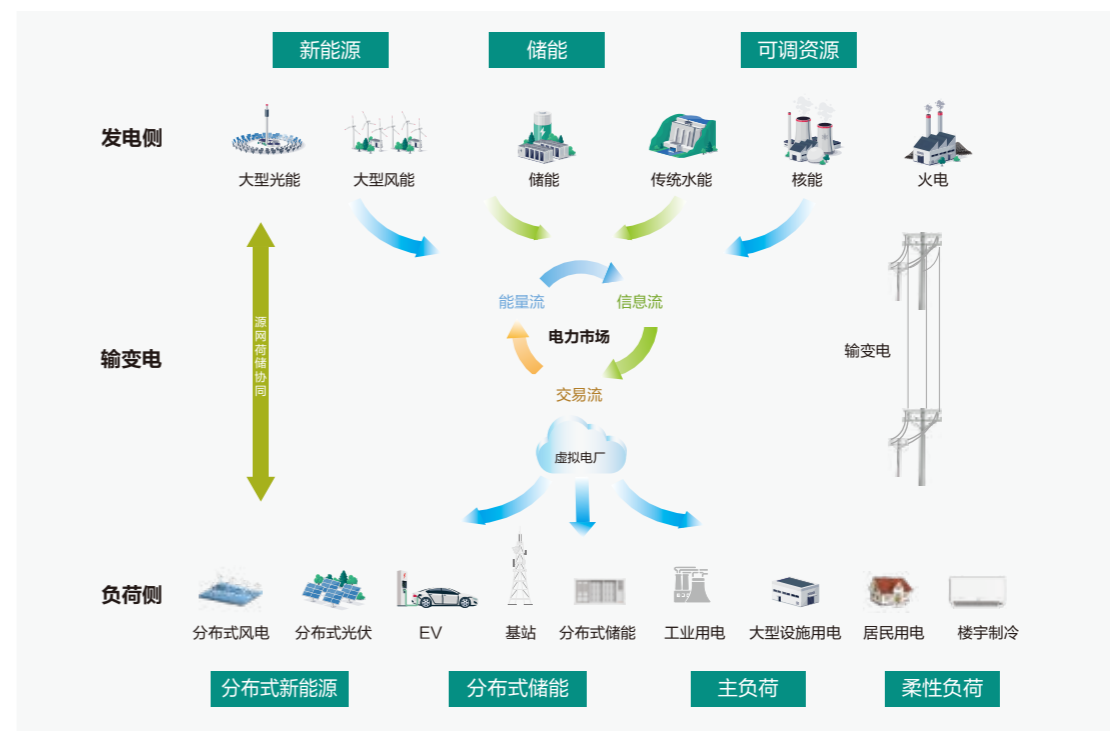 新能源
储能
可调资源
发电侧
大型光能
大型风能
储能
传统水能
核能
火电
源网荷储协同
能量流
信息流
电力市场
输变电
输变电
交易流
虚拟电厂
负荷侧
分布式风电
分布式光伏
EV
基站
分布式储能
工业用电
大型设施用电
居民用电
楼宇制冷
分布式新能源
分布式储能
主负荷
柔性负荷